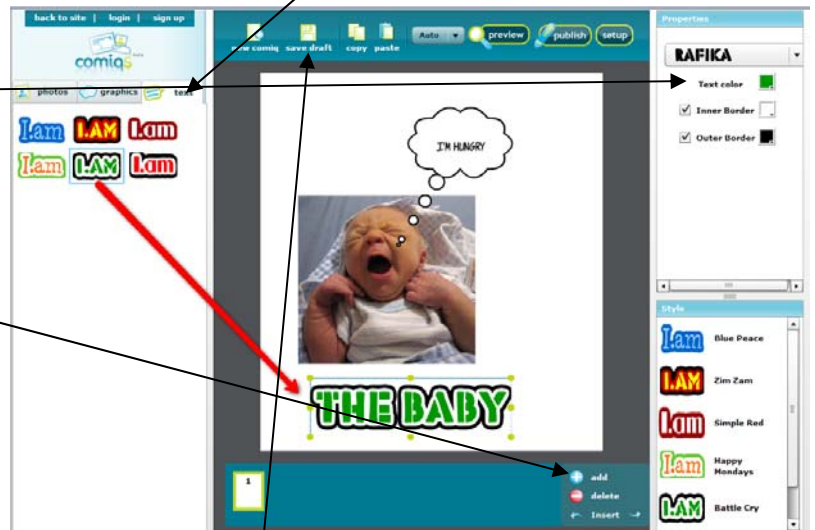 back to site | login | sign up
comiqs
photos
graphics
text
I.am I.AM I.am
I.am I.AM I.am
new comiq save draft copy paste Auto preview publish setup
I'M HUNGRY
THE BABY
1
add
delete
Insert
Properties
RAFIKA
Text color
Inner Border
Outer Border
Style
I.am Blue Peace
I.AM Zim Zam
I.am Simple Red
I.am Happy Mondays
I.AM Battle Cry